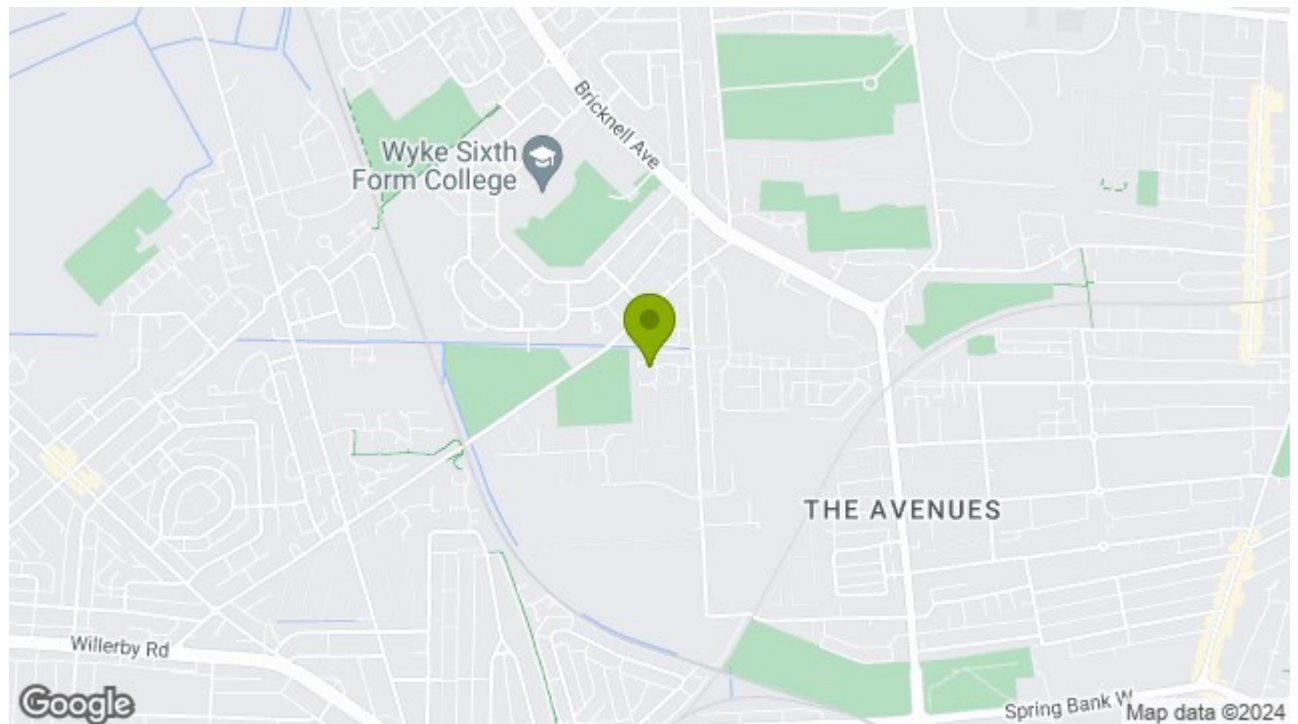 Bricknell Ave
Wyke Sixth
Form College
THE AVENUES
Willerby Rd
Spring Bank W
Google
Map data ©2024